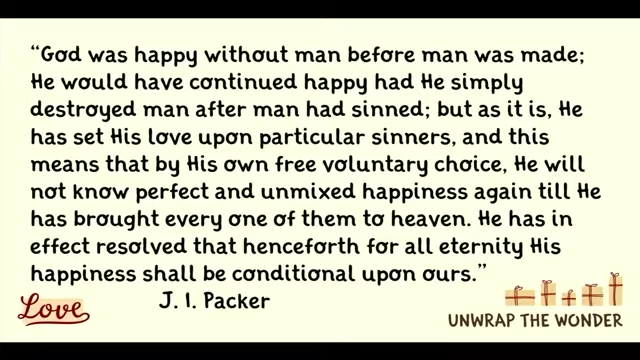 “God was happy without man before man was made;
He would have continued happy had He simply
destroyed man after man had sinned; but as it is, He
has set His love upon particular sinners, and this
means that by His own free voluntary choice, He will
not know perfect and unmixed happiness again till He
has brought every one of them to heaven. He has in
effect resolved that henceforth for all eternity His
happiness shall be conditional upon ours.”
J. I. Packer
Love
UNWRAP THE WONDER